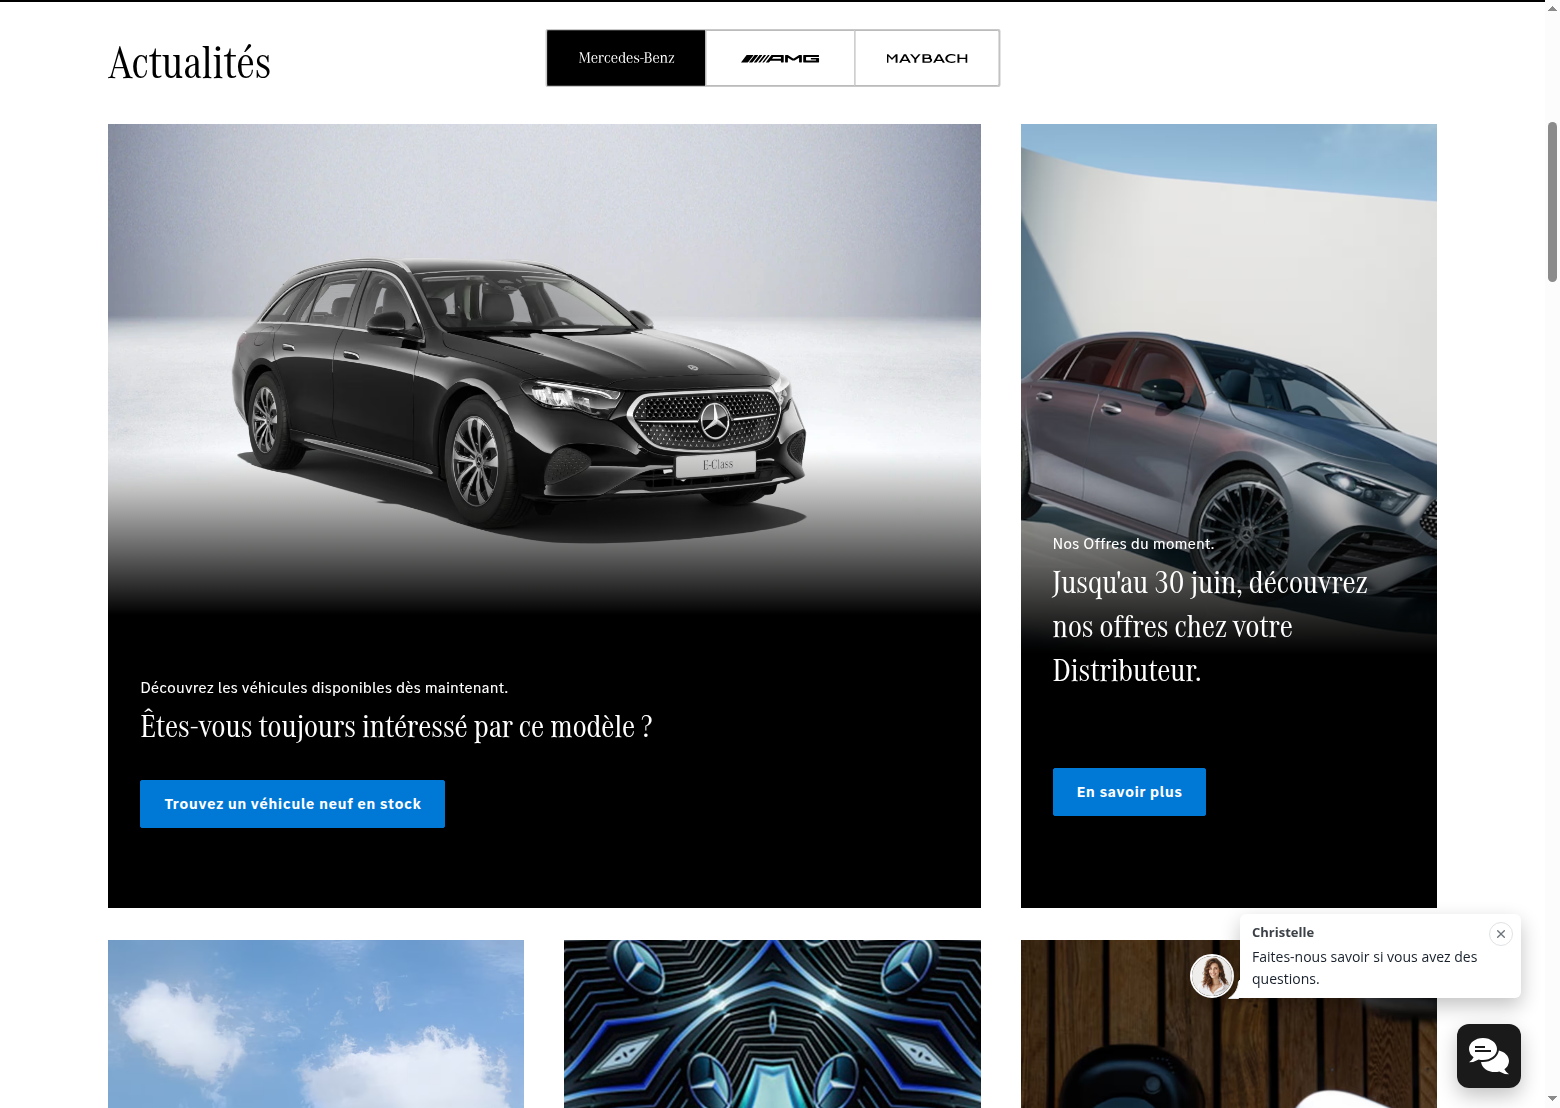 Actualités
Mercedes-Benz
AMG
MAYBACH
E-Class
Découvrez les véhicules disponibles dès maintenant.
Êtes-vous toujours intéressé par ce modèle ?
Trouvez un véhicule neuf en stock
Nos Offres du moment.
Jusqu'au 30 juin, découvrez
nos offres chez votre
Distributeur.
En savoir plus
Christelle
Faites-nous savoir si vous avez des
questions.